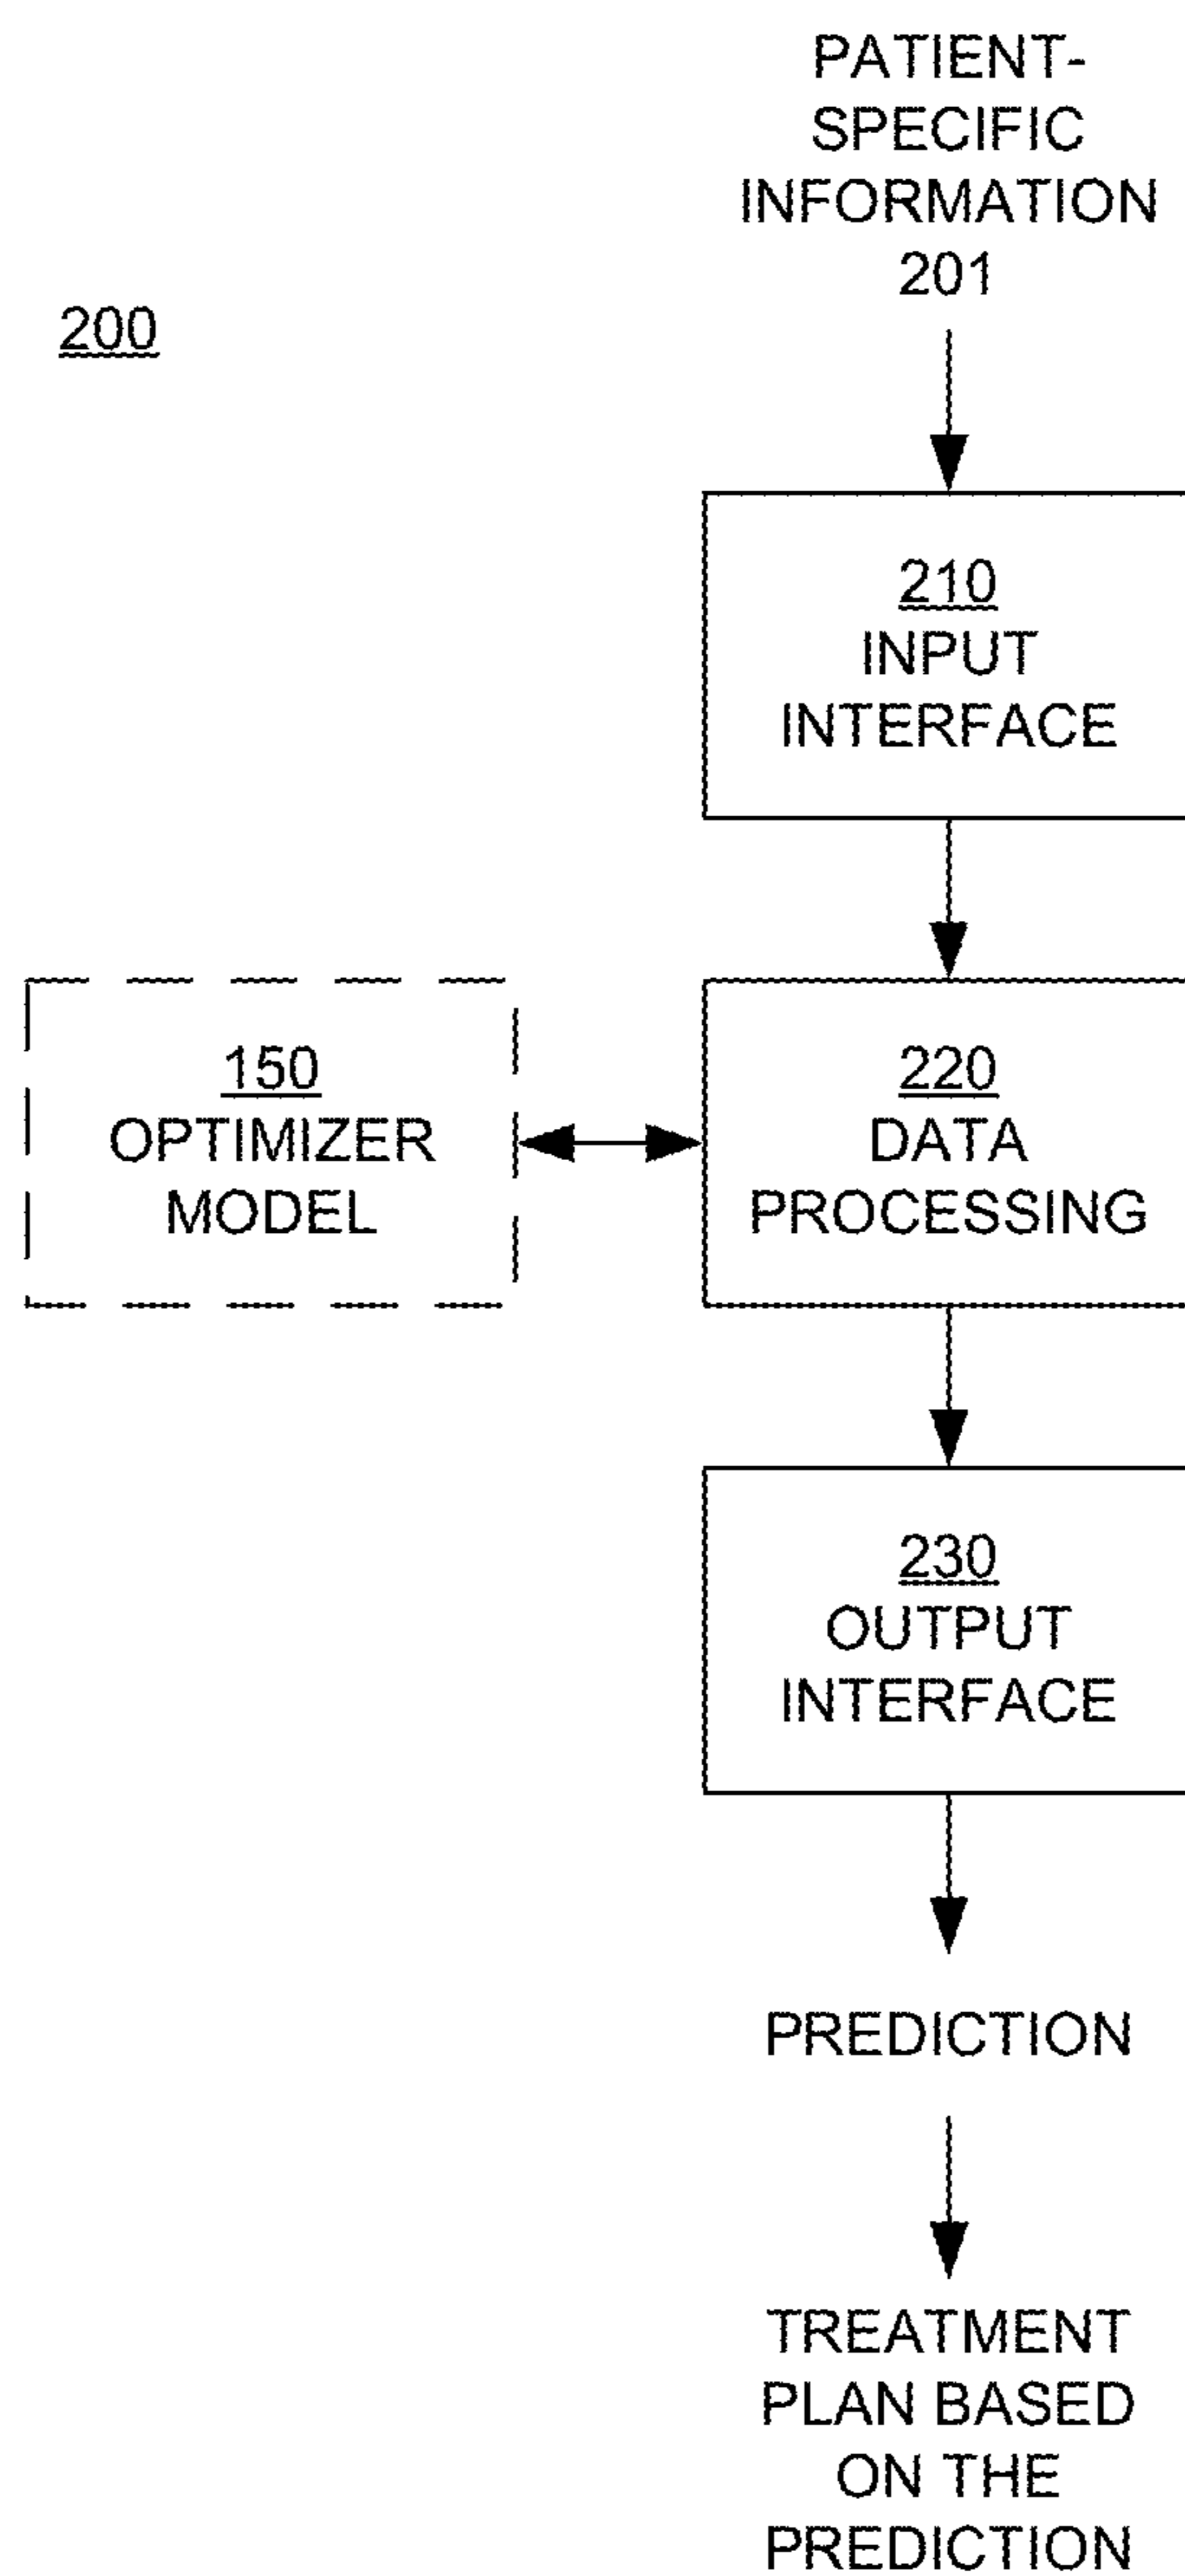 PATIENT-
SPECIFIC
INFORMATION
201
200
210
INPUT
INTERFACE
150
OPTIMIZER
MODEL
220
DATA
PROCESSING
230
OUTPUT
INTERFACE
PREDICTION
TREATMENT
PLAN BASED
ON THE
PREDICTION